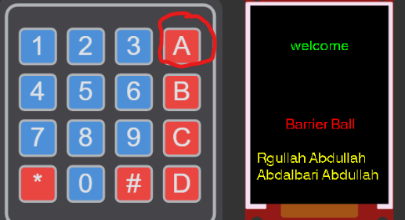 1 2 3 A
4 5 6 B
7 8 9 C
* 0 # D
welcome
Barrier Ball
Rgullah Abdullah
Abdalbari Abdullah